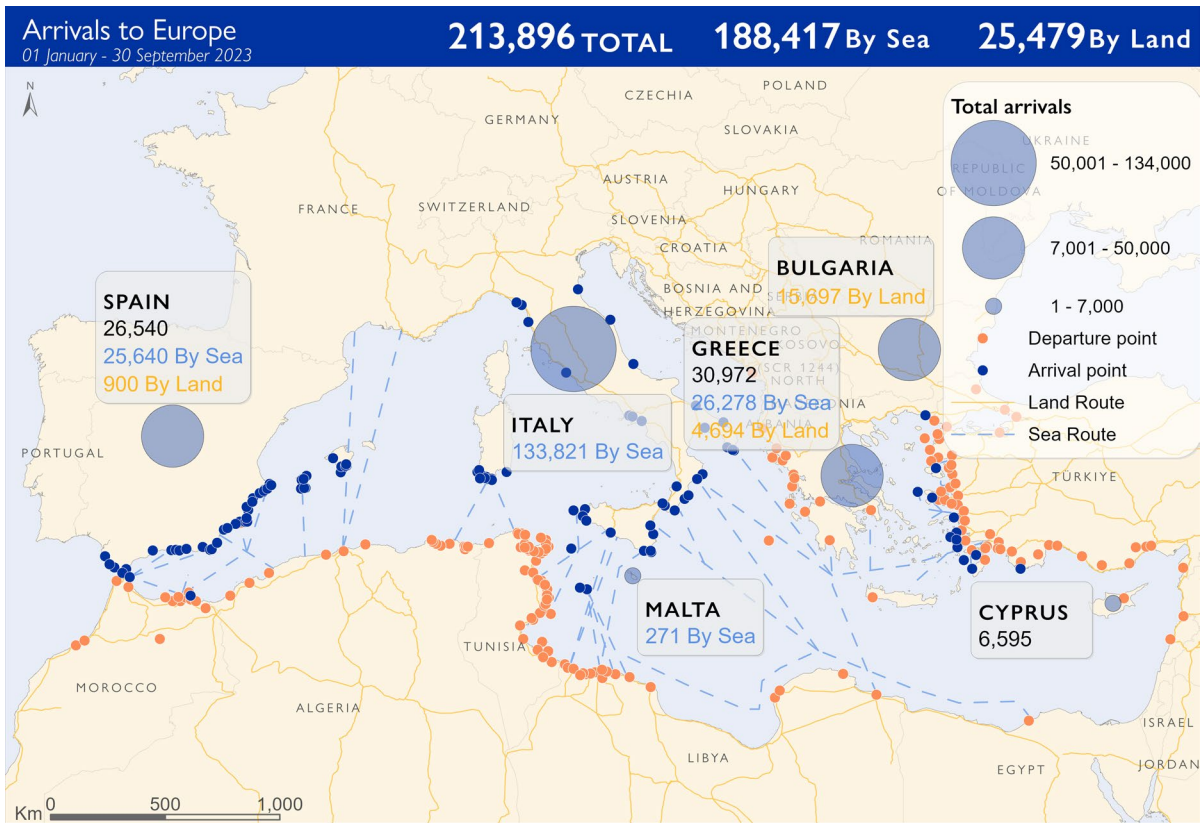 Arrivals to Europe
01 January - 30 September 2023
213,896 TOTAL
188,417 By Sea
25,479 By Land
N
Total arrivals
50,001 - 134,000
7,001 - 50,000
1 - 7,000
Departure point
Arrival point
Land Route
Sea Route
POLAND
CZECHIA
GERMANY
SLOVAKIA
UKRAINE
REPUBLIC
OF MOLDOVA
AUSTRIA
HUNGARY
FRANCE
SWITZERLAND
SLOVENIA
ROMANIA
CROATIA
BOSNIA AND
HERZEGOVINA
BULGARIA
15,697 By Land
SPAIN
26,540
25,640 By Sea
900 By Land
MONTENEGRO
KOSOVO
(SCR 1244)
NORTH
ALBANIA
GREECE
30,972
26,278 By Sea
4,694 By Land
ITALY
133,821 By Sea
PORTUGAL
TÜRKIYE
MALTA
271 By Sea
CYPRUS
6,595
TUNISIA
MOROCCO
ALGERIA
LIBYA
EGYPT
ISRAEL
JORDAN
Km 0 500 1,000